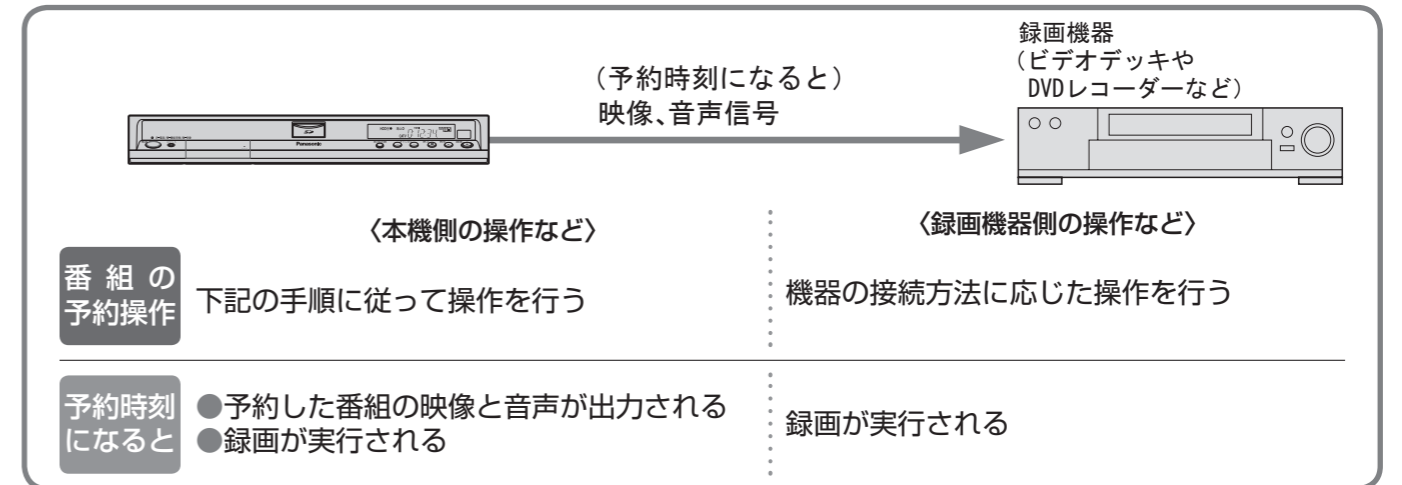 録画機器
（ビデオデッキや
DVDレコーダーなど）
（予約時刻になると）
映像、音声信号
Panasonic
〈本機側の操作など〉
〈録画機器側の操作など〉
番組の
予約操作
下記の手順に従って操作を行う
機器の接続方法に応じた操作を行う
予約時刻
になると
●予約した番組の映像と音声が出力される
●録画が実行される
録画が実行される